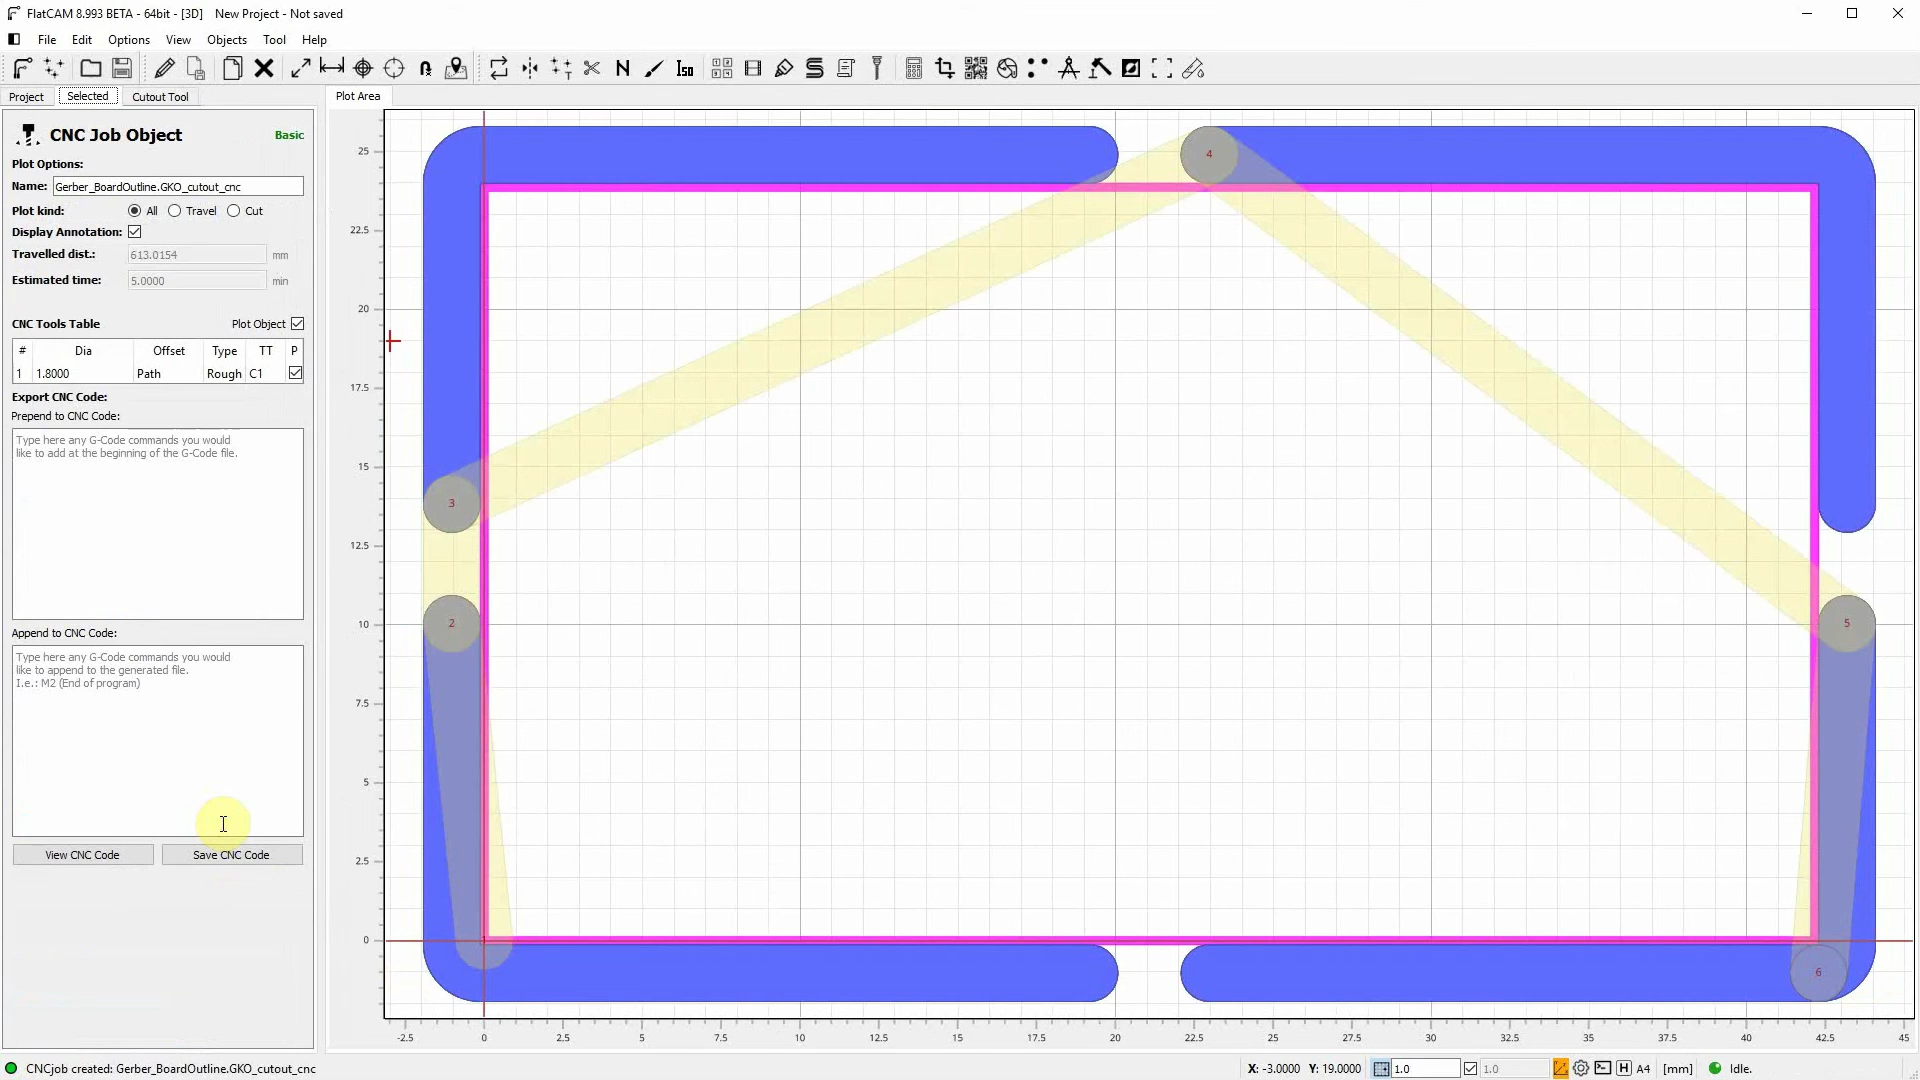 FlatCAM 8.993 BETA - 64bit - [3D]    New Project - Not saved
File Edit Options View Objects Tool Help
Project Selected Cutout Tool Plot Area
CNC Job Object Basic
Plot Options:
Name: Gerber_BoardOutline.GKO_cutout_cnc
Plot kind: All Travel Cut
Display Annotation:
Travelled dist.: 613.0154 mm
Estimated time: 5.0000 min
CNC Tools Table Plot Object
# Dia Offset Type TT P
1 1.8000 Path Rough C1
Export CNC Code:
Prepend to CNC Code:
Type here any G-Code commands you would
like to add at the beginning of the G-Code file.
Append to CNC Code:
Type here any G-Code commands you would
like to append to the generated file.
I.e.: M2 (End of program)
View CNC Code Save CNC Code
25
22.5
20
17.5
15
12.5
10
7.5
5
2.5
0
4
3
2
5
6
-2.5 0 2.5 5 7.5 10 12.5 15 17.5 20 22.5 25 27.5 30 32.5 35 37.5 40 42.5 45
CNCjob created: Gerber_BoardOutline.GKO_cutout_cnc
X: -3.0000 Y: 19.0000 1.0 1.0 H A4 [mm] Idle.